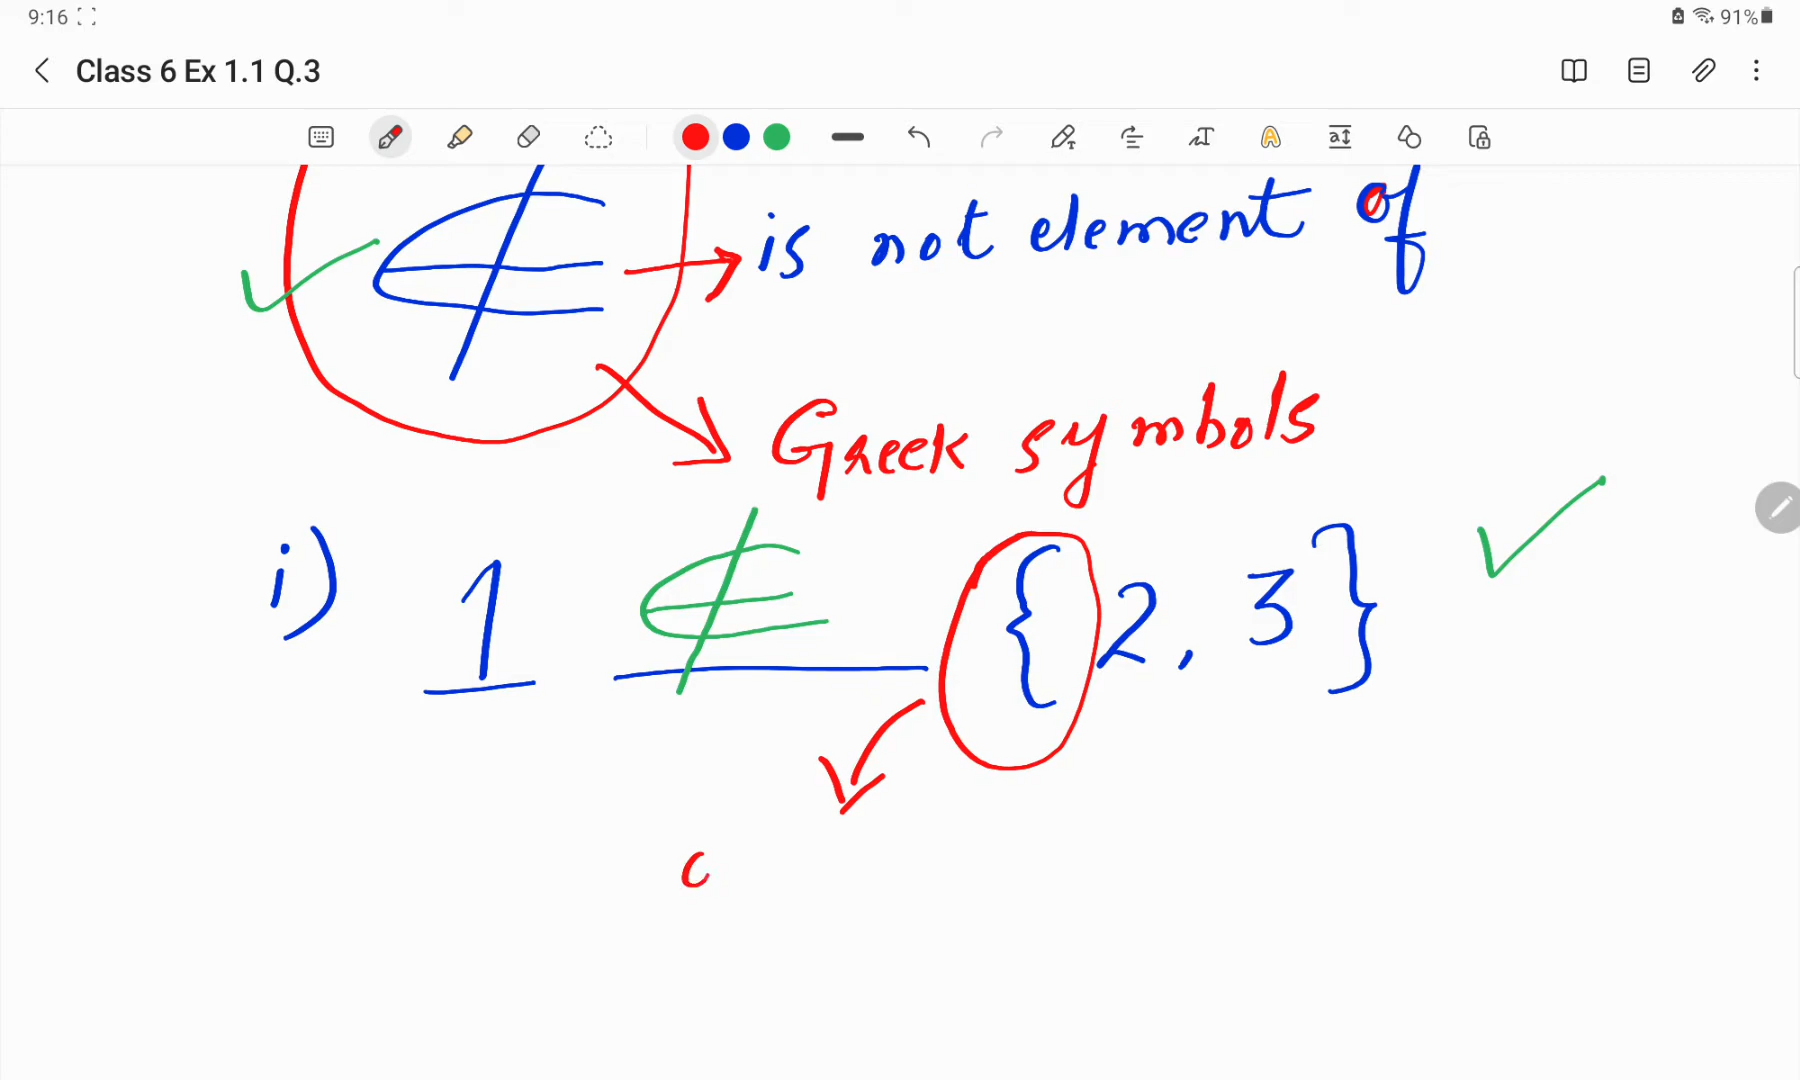 9:16 91%
Class 6 Ex 1.1 Q.3
∉ → is not element of
Greek symbols
i) 1 ∉ {2, 3}
c